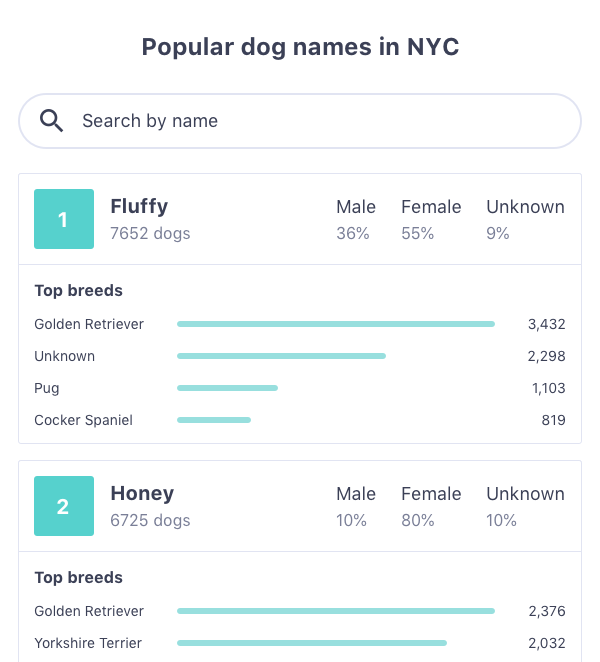 Popular dog names in NYC
Search by name
1
Fluffy
7652 dogs
Male Female Unknown
36% 55% 9%
Top breeds
Golden Retriever 3,432
Unknown 2,298
Pug 1,103
Cocker Spaniel 819
2
Honey
6725 dogs
Male Female Unknown
10% 80% 10%
Top breeds
Golden Retriever 2,376
Yorkshire Terrier 2,032